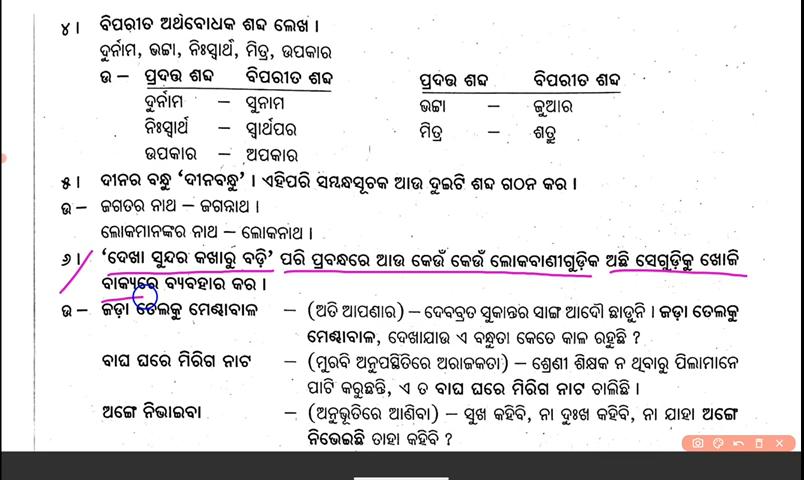 ୪। ବିପରୀତ ଅର୍ଥବୋଧକ ଶବ୍ଦ ଲେଖ ।
ଦୁର୍ନାମ, ଭଟ୍ଟା, ନିଃସ୍ୱାର୍ଥ, ମିତ୍ର, ଉପକାର
ଉ – ପ୍ରଦତ୍ତ ଶବ୍ଦ ବିପରୀତ ଶବ୍ଦ ପ୍ରଦତ୍ତ ଶବ୍ଦ ବିପରୀତ ଶବ୍ଦ
ଦୁର୍ନାମ – ସୁନାମ ଭଟ୍ଟା – ଜୁଆର
ନିଃସ୍ୱାର୍ଥ – ସ୍ୱାର୍ଥପର ମିତ୍ର – ଶତ୍ରୁ
ଉପକାର – ଅପକାର
୫। ଦୀନର ବନ୍ଧୁ ‘ଦୀନବନ୍ଧୁ’ । ଏହିପରି ସମ୍ବନ୍ଧସୂଚକ ଆଉ ଦୁଇଟି ଶବ୍ଦ ଗଠନ କର ।
ଉ – ଜଗତର ନାଥ – ଜଗନ୍ନାଥ ।
ଲୋକମାନଙ୍କର ନାଥ – ଲୋକନାଥ ।
୬। ‘ଦେଖା ସୁନ୍ଦର କଖାରୁ ବଡ଼ି’ ପରି ପ୍ରବନ୍ଧରେ ଆଉ କେଉଁ କେଉଁ ଲୋକବାଣୀଗୁଡ଼ିକ ଅଛି ସେଗୁଡ଼ିକୁ ଖୋଜି
ବାକ୍ୟରେ ବ୍ୟବହାର କର ।
ଉ – ଜଡ଼ା ତେଲକୁ ମେଣ୍ଢାବାଳ – (ଅତି ଆପଣାର) – ଦେବବ୍ରତ ସୁକାନ୍ତର ସାଙ୍ଗ ଆଦୌ ଛାଡୁନି । ଜଡ଼ା ତେଲକୁ
ମେଣ୍ଢାବାଳ, ଦେଖାଯାଉ ଏ ବନ୍ଧୁତା କେତେ କାଳ ରହୁଛି ?
ବାଘ ଘରେ ମିରିଗ ନାଟ – (ମୁରବି ଅନୁପସ୍ଥିତିରେ ଅରାଜକତା) – ଶ୍ରେଣୀ ଶିକ୍ଷକ ନ ଥିବାରୁ ପିଲାମାନେ
ପାଟି କରୁଛନ୍ତି, ଏ ତ ବାଘ ଘରେ ମିରିଗ ନାଟ ଚାଲିଛି ।
ଅଙ୍ଗେ ନିଭାଇବା – (ଅନୁଭୂତିରେ ଆଣିବା) – ସୁଖ କହିବି, ନା ଦୁଃଖ କହିବି, ନା ଯାହା ଅଙ୍ଗେ
ନିଭେଇଛି ତାହା କହିବି ?